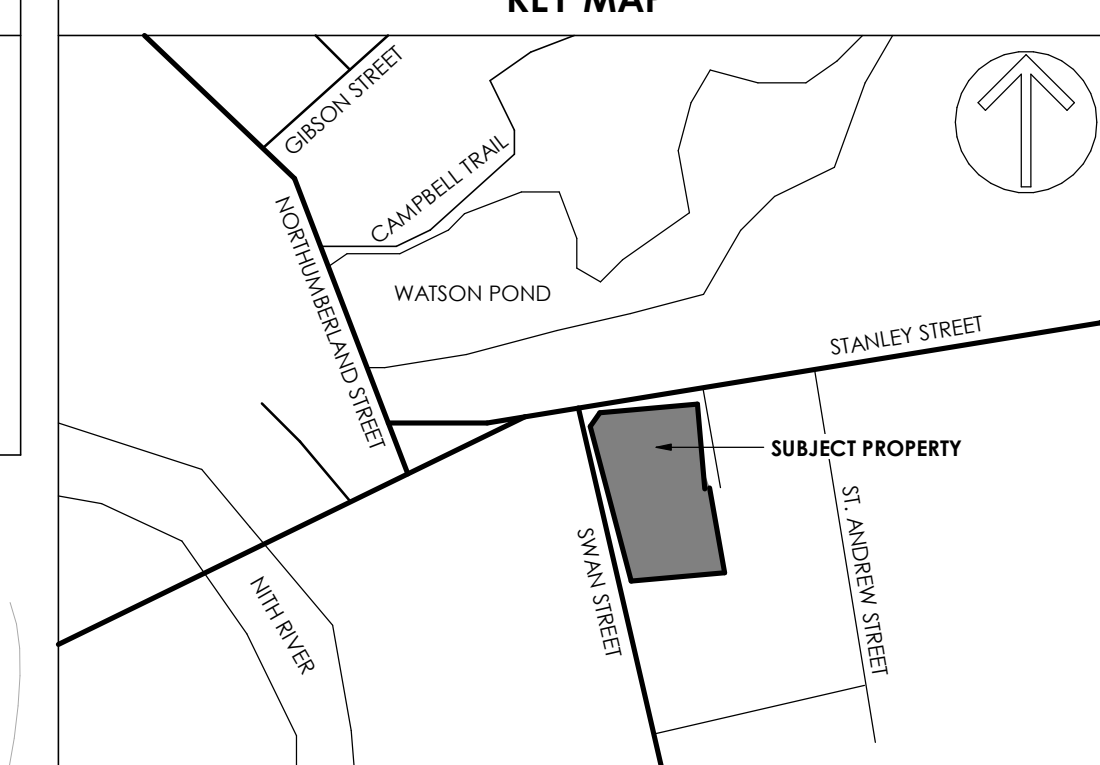 KEY MAP
GIBSON STREET
CAMPBELL TRAIL
NORTHUMBERLAND STREET
WATSON POND
STANLEY STREET
SUBJECT PROPERTY
ST. ANDREW STREET
SWAN STREET
NITH RIVER